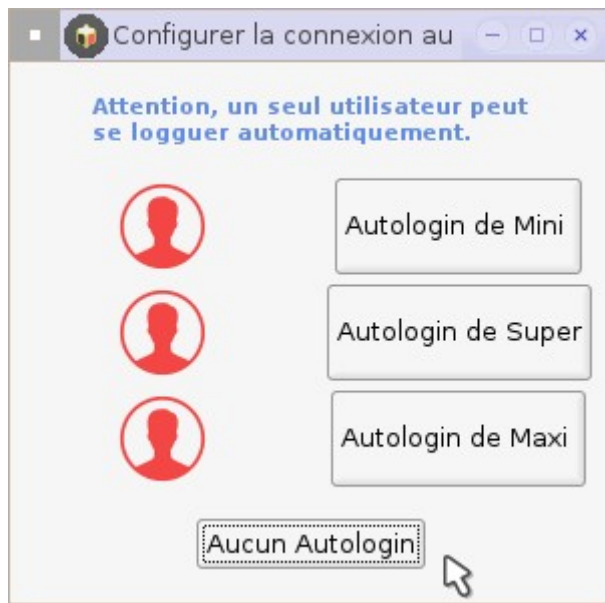 Configurer la connexion au
Attention, un seul utilisateur peut
se logguer automatiquement.
Autologin de Mini
Autologin de Super
Autologin de Maxi
Aucun Autologin